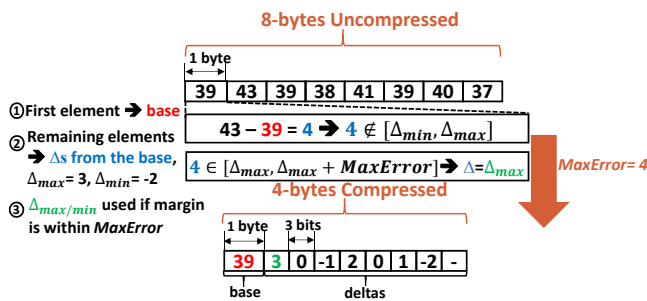 8-bytes Uncompressed
1 byte
39 43 39 38 41 39 40 37
①First element ➔ base
② Remaining elements
➔ Δs from the base,
Δmax= 3, Δmin= -2
③ Δmax/min used if margin
is within MaxError
43 – 39 = 4 ➔ 4 ∉ [Δmin, Δmax]
4 ∈ [Δmax, Δmax + MaxError] ➔ Δ=Δmax
MaxError= 4
4-bytes Compressed
1 byte 3 bits
39 3 0 -1 2 0 1 -2 -
base deltas